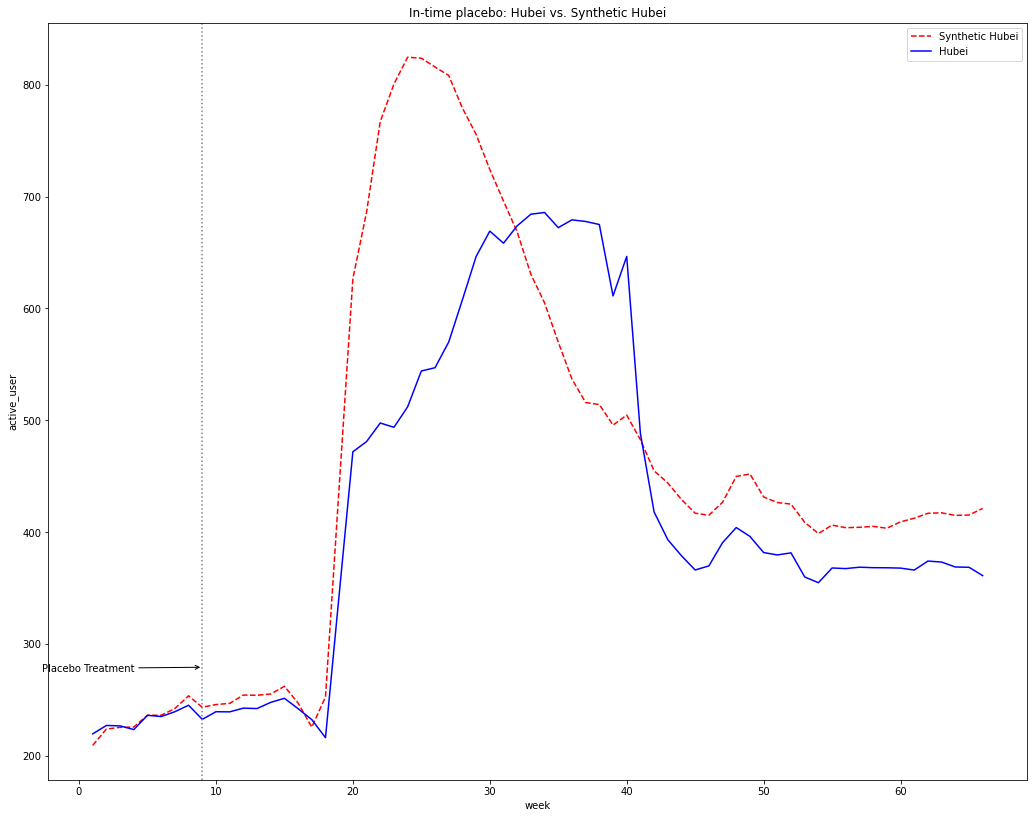 In-time placebo: Hubei vs. Synthetic Hubei
Synthetic Hubei
Hubei
active_user
800
700
600
500
400
300
200
Placebo Treatment
0 10 20 30 40 50 60
week